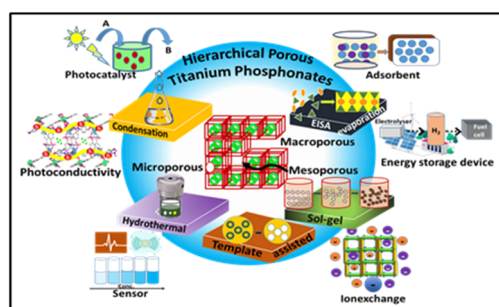 A
B
Photocatalyst
Hierarchical Porous
Titanium Phosphonates
Adsorbent
Condensation
EISA
evaporation
Electrolyser
H₂
Fuel
cell
Energy storage device
Photoconductivity
Macroporous
Microporous
Mesoporous
Hydrothermal
Sol-gel
Template
assisted
Conc.
Sensor
Ionexchange